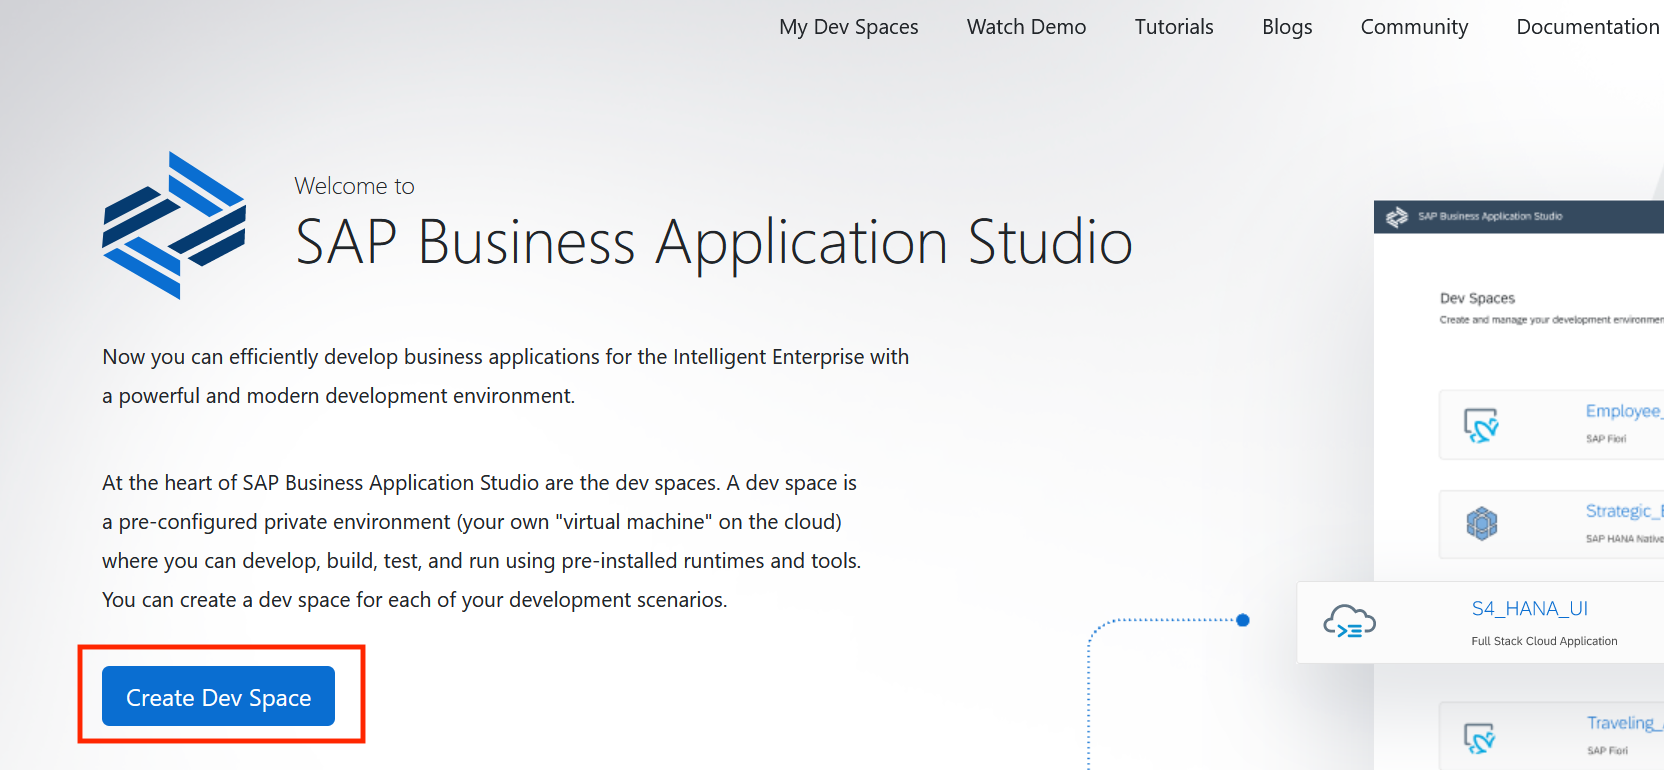 My Dev Spaces Watch Demo Tutorials Blogs Community Documentation
Welcome to
SAP Business Application Studio
Now you can efficiently develop business applications for the Intelligent Enterprise with
a powerful and modern development environment.
At the heart of SAP Business Application Studio are the dev spaces. A dev space is
a pre-configured private environment (your own "virtual machine" on the cloud)
where you can develop, build, test, and run using pre-installed runtimes and tools.
You can create a dev space for each of your development scenarios.
Create Dev Space
SAP Business Application Studio
Dev Spaces
Create and manage your development
Employee_
SAP Fiori
Strategic_
SAP HANA Native
S4_HANA_UI
Full Stack Cloud Application
Traveling_
SAP Fiori